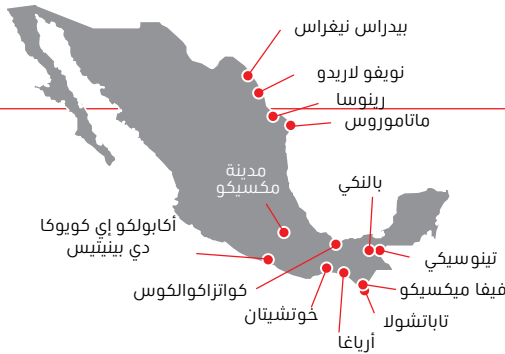 بيدراس نيغراس
نويفو لاريدو
رينوسا
ماتاموروس
مدينة
مكسيكو
بالنكي
أكابولكو إي كويوكا
دي بينيتيس
تينوسيكي
كواتزاكوالكوس
فيفا ميكسيكو
خوتشيتان
تاباتشولا
أرياغا